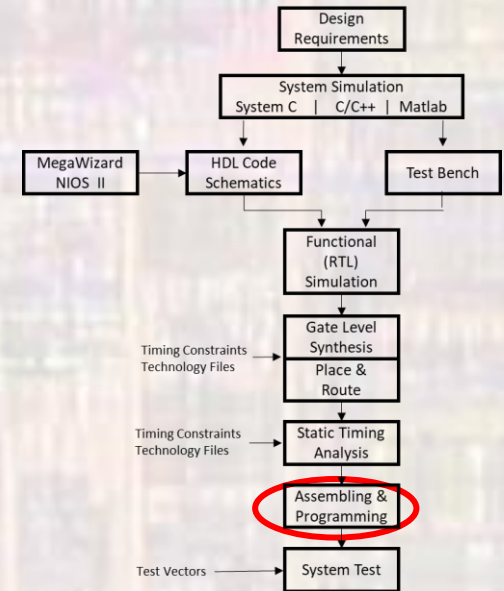 Design
Requirements
System Simulation
System C | C/C++ | Matlab
MegaWizard
NIOS II
HDL Code
Schematics
Test Bench
Functional
(RTL)
Simulation
Timing Constraints
Technology Files
Gate Level
Synthesis
Place &
Route
Timing Constraints
Technology Files
Static Timing
Analysis
Assembling &
Programming
Test Vectors
System Test